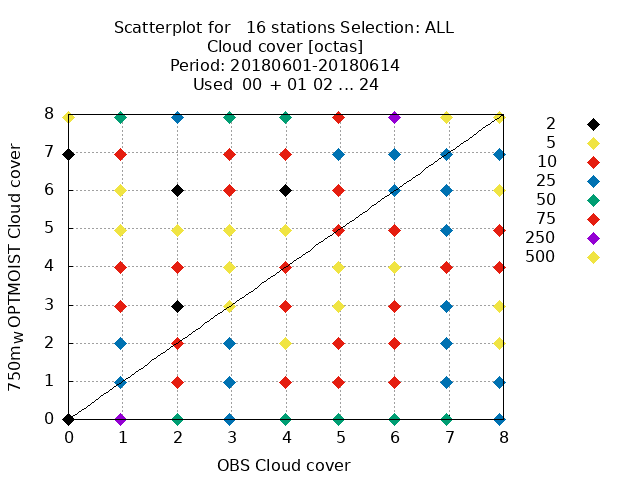 Scatterplot for   16 stations Selection: ALL
Cloud cover [octas]
Period: 20180601-20180614
Used  00 + 01 02 ... 24
750mw OPTMOIST Cloud cover
8
7
6
5
4
3
2
1
0
0 1 2 3 4 5 6 7 8
OBS Cloud cover
2
5
10
25
50
75
250
500